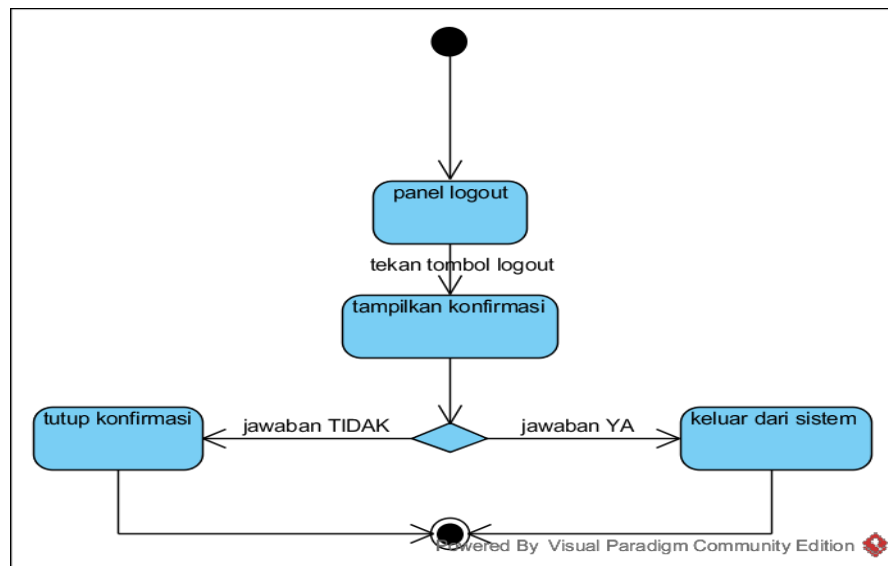 panel logout
tekan tombol logout
tampilkan konfirmasi
tutup konfirmasi
jawaban TIDAK
jawaban YA
keluar dari sistem
Powered By Visual Paradigm Community Edition